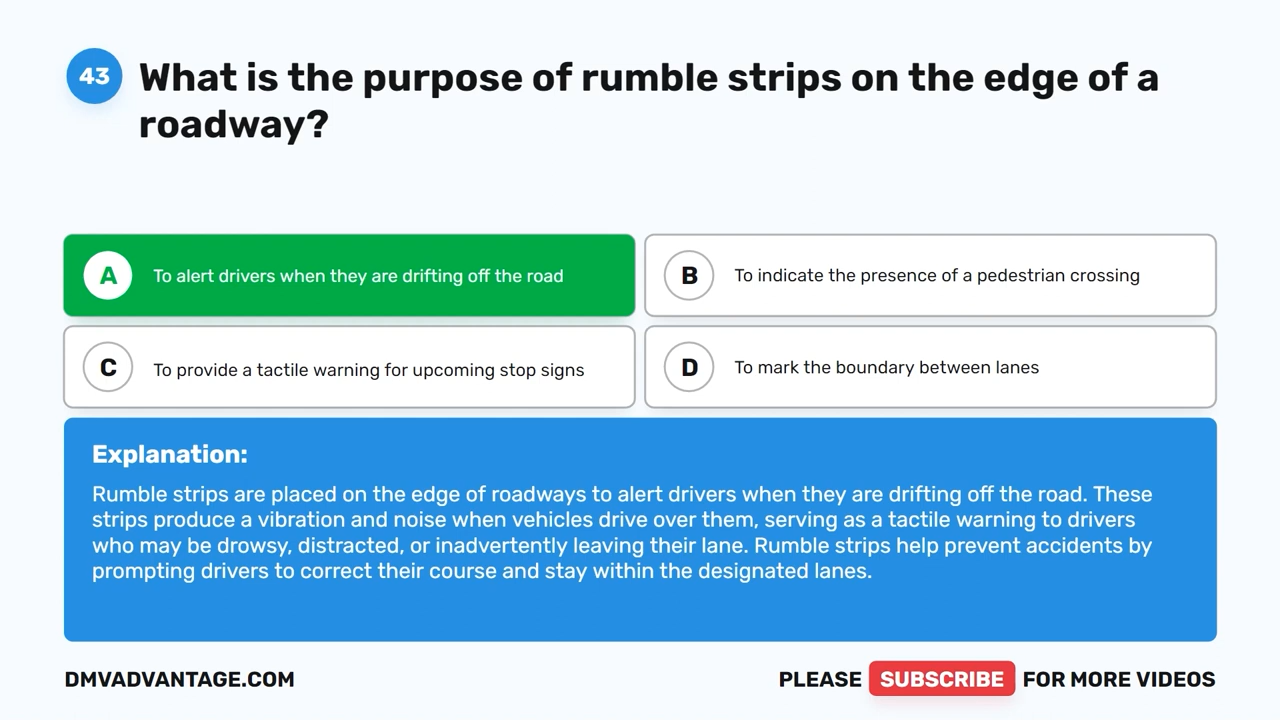 43
What is the purpose of rumble strips on the edge of a
roadway?
A
To alert drivers when they are drifting off the road
B
To indicate the presence of a pedestrian crossing
C
To provide a tactile warning for upcoming stop signs
D
To mark the boundary between lanes
Explanation:
Rumble strips are placed on the edge of roadways to alert drivers when they are drifting off the road. These
strips produce a vibration and noise when vehicles drive over them, serving as a tactile warning to drivers
who may be drowsy, distracted, or inadvertently leaving their lane. Rumble strips help prevent accidents by
prompting drivers to correct their course and stay within the designated lanes.
DMVADVANTAGE.COM
PLEASE SUBSCRIBE FOR MORE VIDEOS